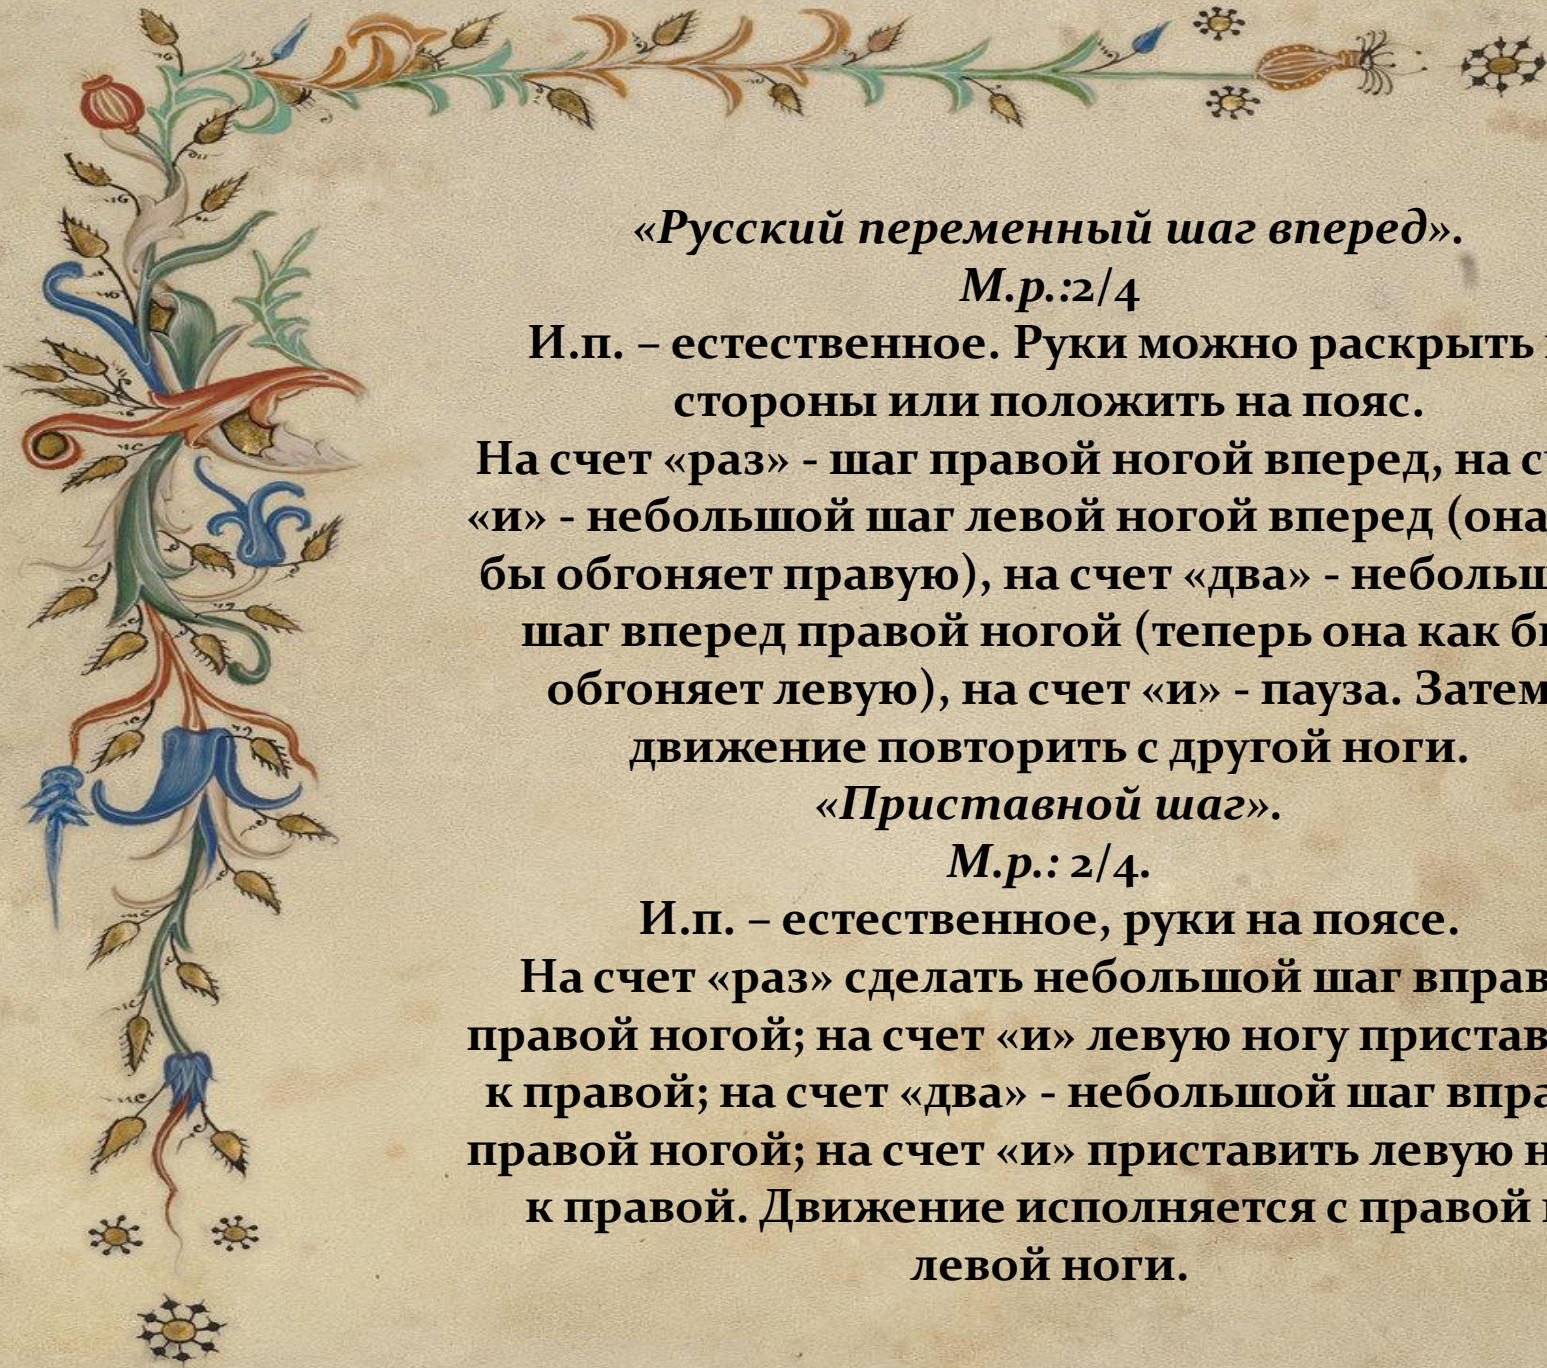 «Русский переменный шаг вперед».
М.р.:2/4
И.п. – естественное. Руки можно раскрыть
стороны или положить на пояс.
На счет «раз» - шаг правой ногой вперед, на
«и» - небольшой шаг левой ногой вперед (она
бы обгоняет правую), на счет «два» -
шаг вперед правой ногой (теперь она как
обгоняет левую), на счет «и» - пауза. Затем
движение повторить с другой ноги.
«Приставной шаг».
М.р.: 2/4.
И.п. – естественное, руки на поясе.
На счет «раз» сделать небольшой шаг
правой ногой; на счет «и» левую ногу
к правой; на счет «два» - небольшой шаг
правой ногой; на счет «и» приставить левую
к правой. Движение исполняется с правой
левой ноги.